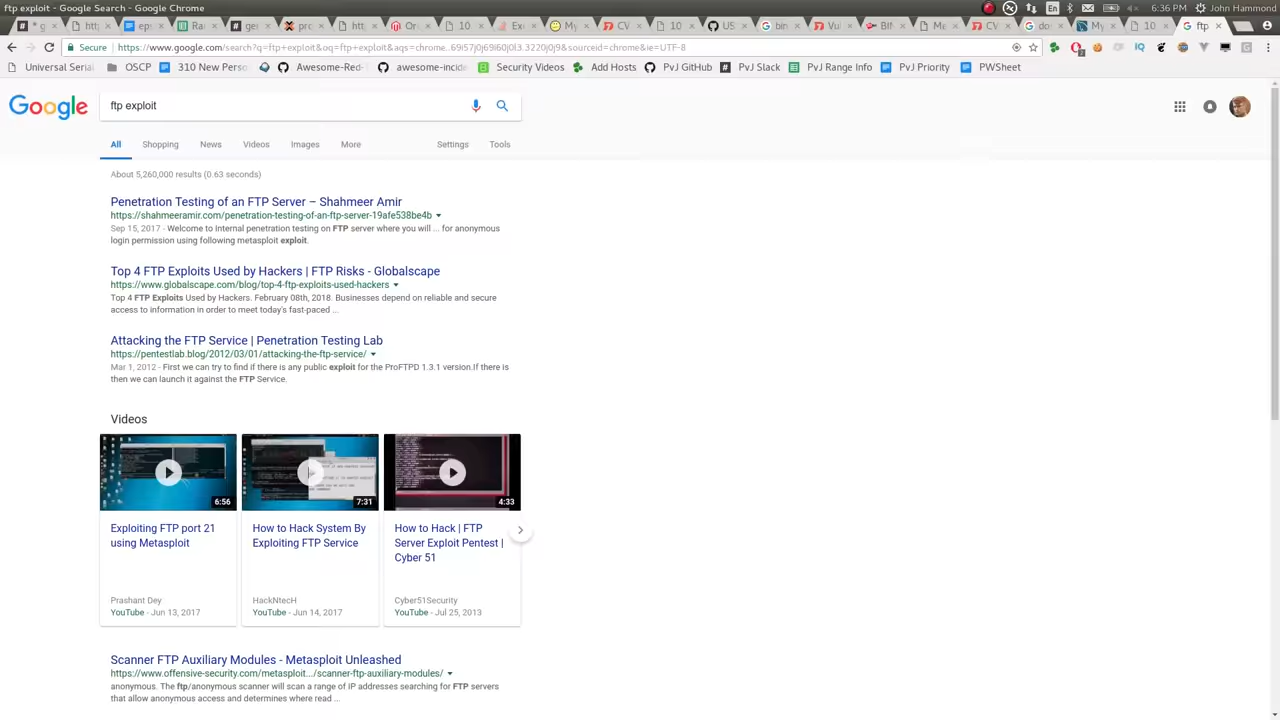 ftp exploit - Google Search - Google Chrome
En
6:36 PM
John Hammond
Secure
https://www.google.com/search?q=ftp+exploit&oq=ftp+exploit&aqs=chrome..69i57j0j69i60j0l3.3220j0j9&sourceid=chrome&ie=UTF-8
Universal Seria
OSCP
310 New Perso
Awesome-Red-
awesome-incide
Security Videos
Add Hosts
PvJ GitHub
PvJ Slack
PvJ Range Info
PvJ Priority
PWSheet
Google
ftp exploit
All
Shopping
News
Videos
Images
More
Settings
Tools
About 5,260,000 results (0.63 seconds)
Penetration Testing of an FTP Server – Shahmeer Amir
https://shahmeeramir.com/penetration-testing-of-an-ftp-server-19afe538be4b
Sep 15, 2017 - Welcome to Internal penetration testing on FTP server where you will ... for anonymous
login permission using following metasploit exploit.
Top 4 FTP Exploits Used by Hackers | FTP Risks - Globalscape
https://www.globalscape.com/blog/top-4-ftp-exploits-used-hackers
Top 4 FTP Exploits Used by Hackers. February 08th, 2018. Businesses depend on reliable and secure
access to information in order to meet today's fast-paced ...
Attacking the FTP Service | Penetration Testing Lab
https://pentestlab.blog/2012/03/01/attacking-the-ftp-service/
Mar 1, 2012 - First we can try to find if there is any public exploit for the ProFTPD 1.3.1 version.If there is
then we can launch it against the FTP Service.
Videos
6:56
7:31
4:33
Exploiting FTP port 21
using Metasploit
Prashant Dey
YouTube - Jun 13, 2017
How to Hack System By
Exploiting FTP Service
HackNtecH
YouTube - Jun 14, 2017
How to Hack | FTP
Server Exploit Pentest |
Cyber 51
Cyber51Security
YouTube - Jul 25, 2013
Scanner FTP Auxiliary Modules - Metasploit Unleashed
https://www.offensive-security.com/metasploit.../scanner-ftp-auxiliary-modules/
anonymous. The ftp/anonymous scanner will scan a range of IP addresses searching for FTP servers
that allow anonymous access and determines where read ...